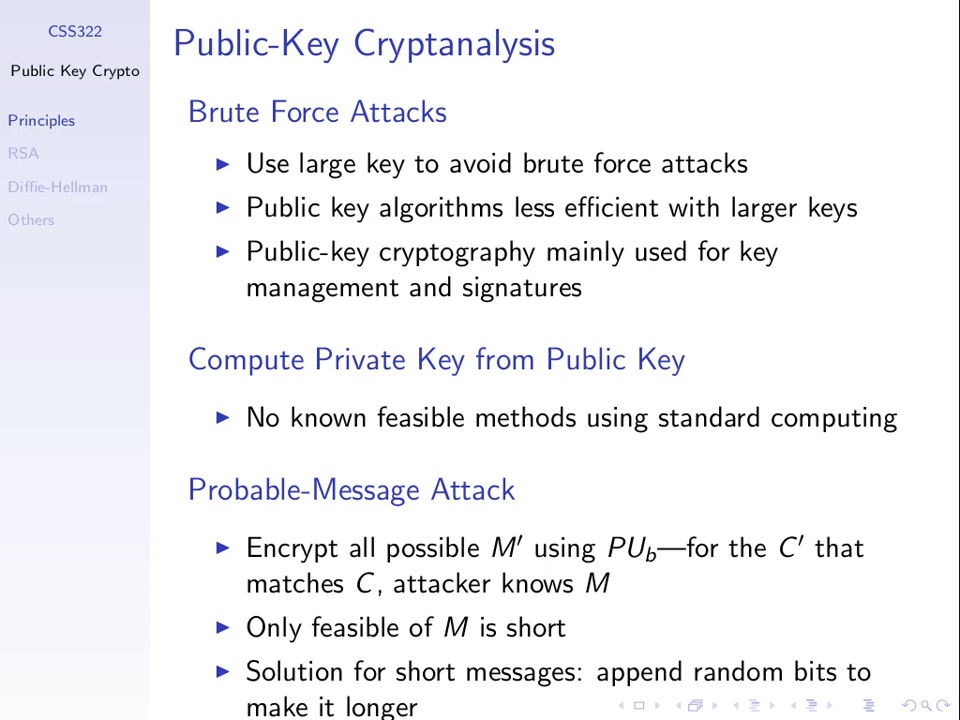 CSS322
Public Key Crypto
Principles
RSA
Diffie-Hellman
Others
Public-Key Cryptanalysis
Brute Force Attacks
Use large key to avoid brute force attacks
Public key algorithms less efficient with larger keys
Public-key cryptography mainly used for key
management and signatures
Compute Private Key from Public Key
No known feasible methods using standard computing
Probable-Message Attack
Encrypt all possible M′ using PU_b—for the C′ that
matches C, attacker knows M
Only feasible of M is short
Solution for short messages: append random bits to
make it longer